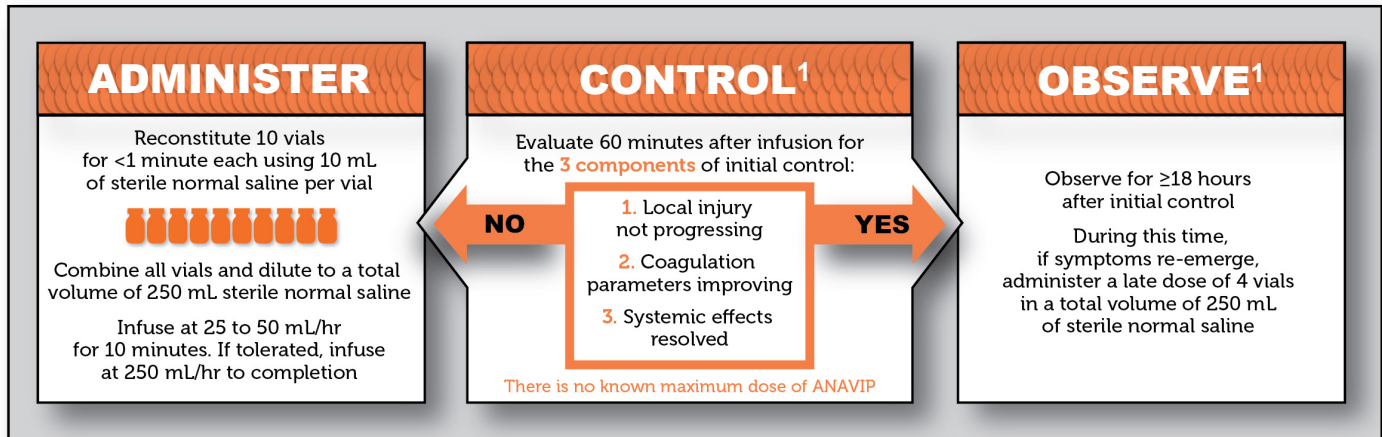 ADMINISTER
Reconstitute 10 vials
for <1 minute each using 10 mL
of sterile normal saline per vial
Combine all vials and dilute to a total
volume of 250 mL sterile normal saline
Infuse at 25 to 50 mL/hr
for 10 minutes. If tolerated, infuse
at 250 mL/hr to completion
CONTROL¹
Evaluate 60 minutes after infusion for
the 3 components of initial control:
NO
1. Local injury
not progressing
2. Coagulation
parameters improving
3. Systemic effects
resolved
YES
There is no known maximum dose of ANAVIP
OBSERVE¹
Observe for ≥18 hours
after initial control
During this time,
if symptoms re-emerge,
administer a late dose of 4 vials
in a total volume of 250 mL
of sterile normal saline